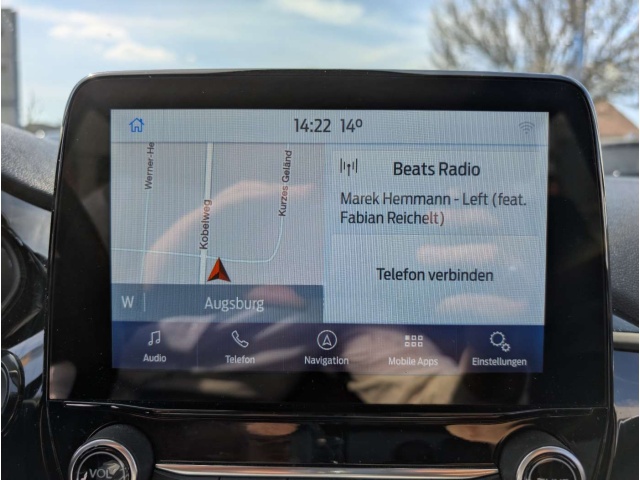 14:22 14°
Werner-He
Kobelweg
Kurzes Geländ
W
Augsburg
Beats Radio
Marek Hemmann - Left (feat.
Fabian Reichelt)
Telefon verbinden
Audio
Telefon
Navigation
Mobile Apps
Einstellungen
VOL